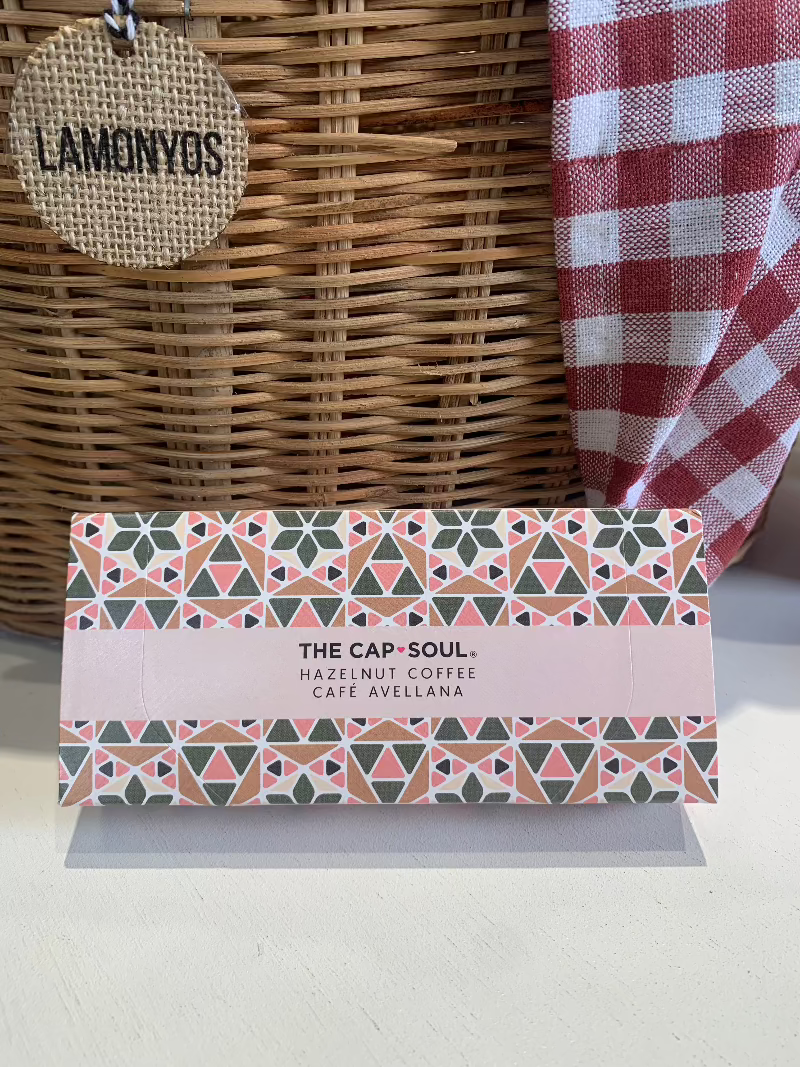 LAMONYOS
THE CAP♥SOUL®
HAZELNUT COFFEE
CAFÉ AVELLANA